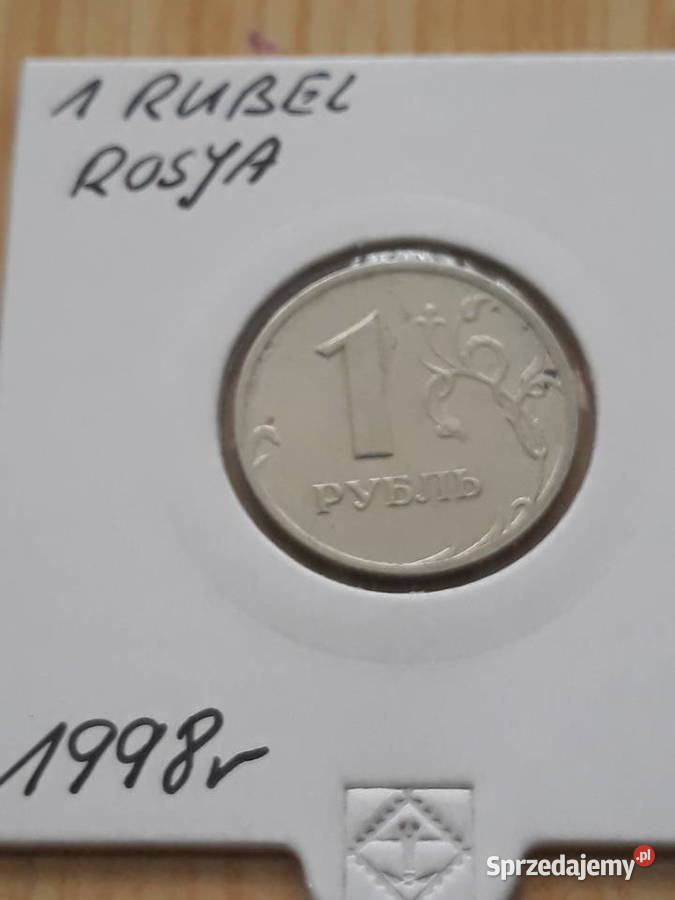 1 RUBEL
ROSJA
1
РУБЛЬ
1998r
Sprzedajemy.pl